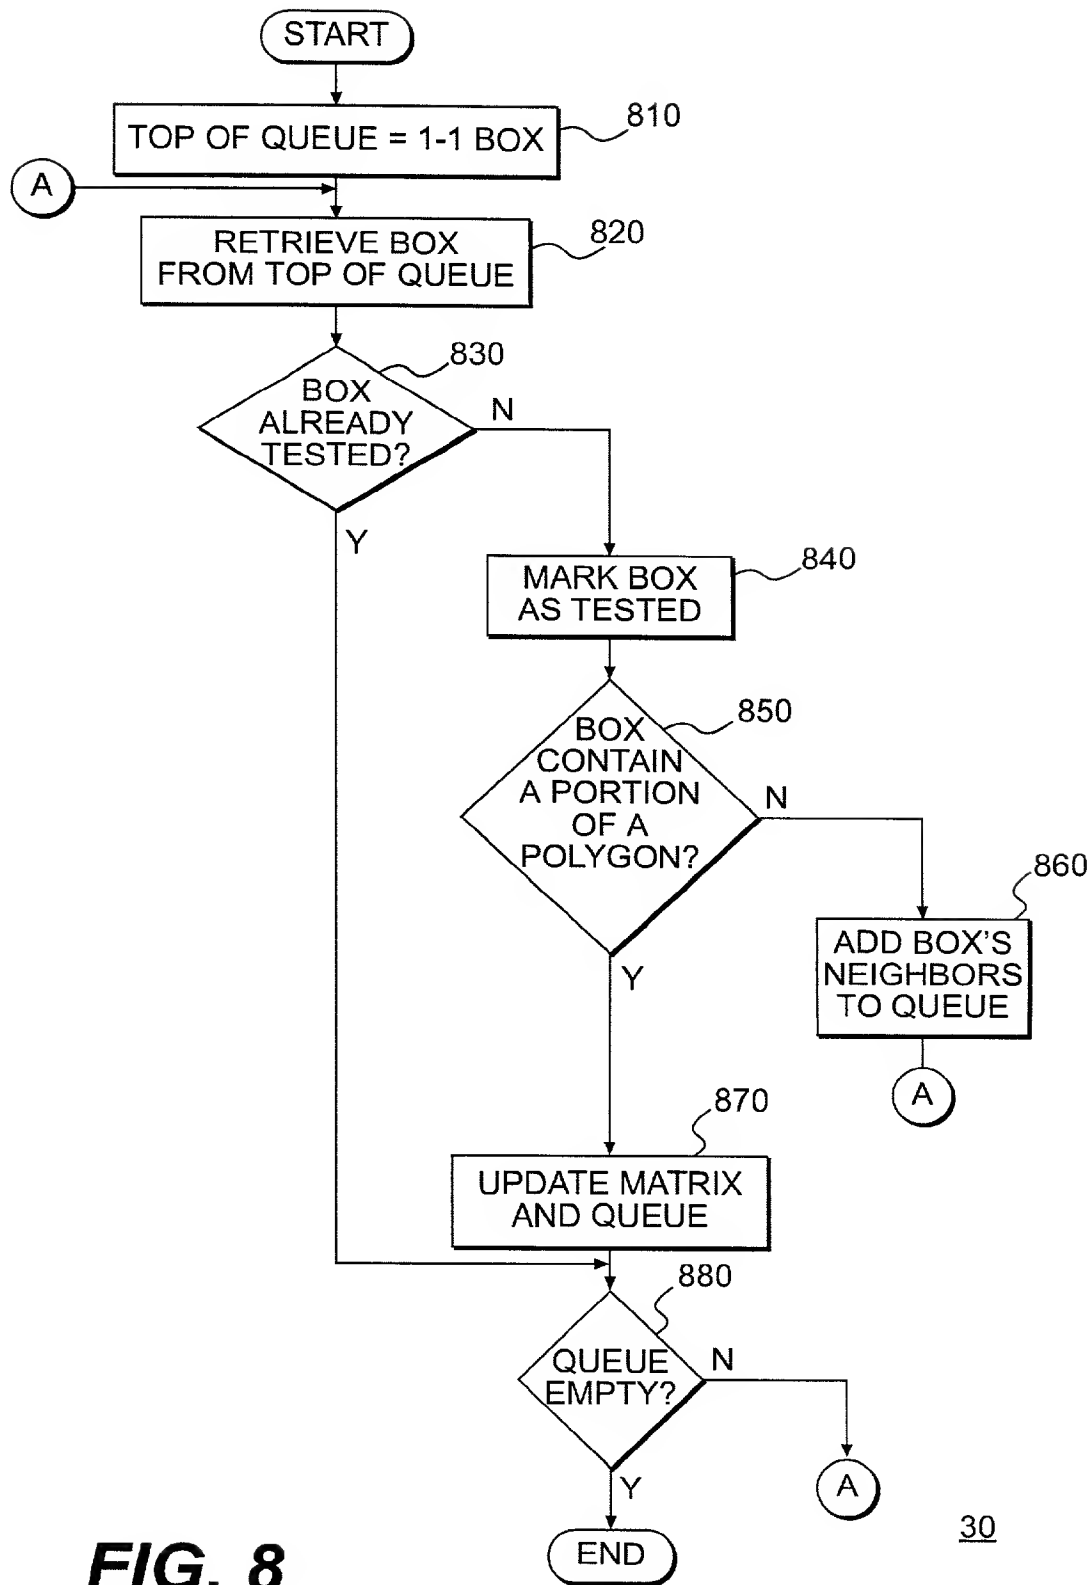 START
TOP OF QUEUE = 1-1 BOX
810
A
RETRIEVE BOX
FROM TOP OF QUEUE
820
BOX
ALREADY
TESTED?
830
N
Y
MARK BOX
AS TESTED
840
BOX
CONTAIN
A PORTION
OF A
POLYGON?
850
N
Y
ADD BOX'S
NEIGHBORS
TO QUEUE
860
A
UPDATE MATRIX
AND QUEUE
870
QUEUE
EMPTY?
880
N
Y
A
END
30
FIG. 8